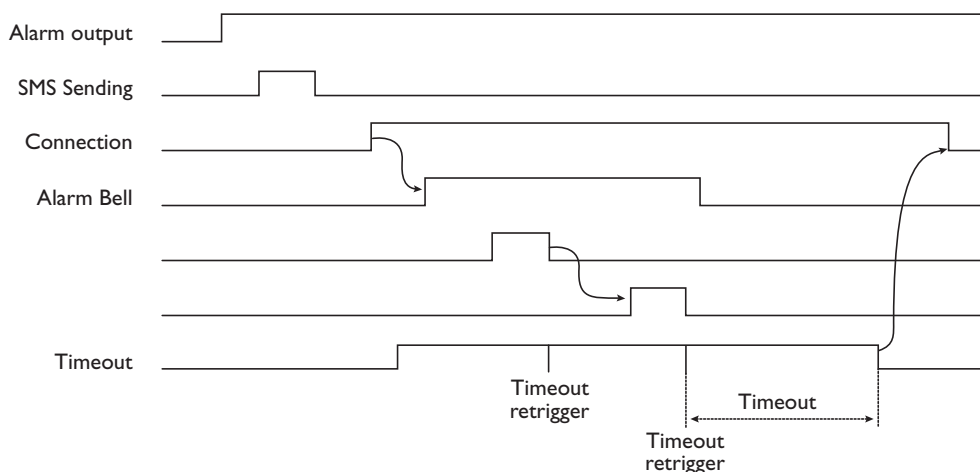 Alarm output
SMS Sending
Connection
Alarm Bell
Timeout
Timeout
retrigger
Timeout
Timeout
retrigger